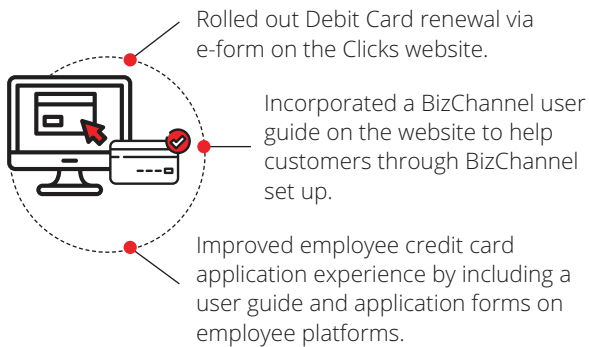 Rolled out Debit Card renewal via
e-form on the Clicks website.
Incorporated a BizChannel user
guide on the website to help
customers through BizChannel
set up.
Improved employee credit card
application experience by including a
user guide and application forms on
employee platforms.